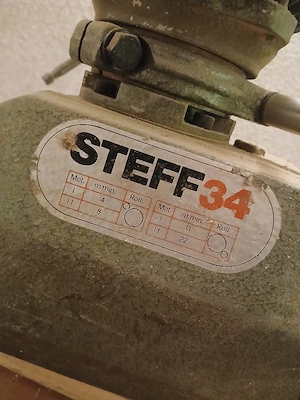 STEFF34
Mot. m/min. Roll Mot. m/min. Roll
I 4 I 11
II 8 II 22